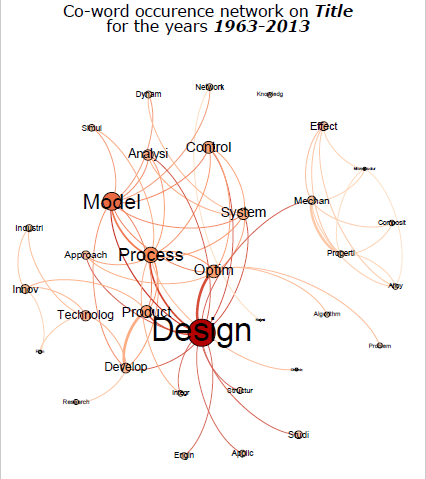 Co-word occurence network on Title
for the years 1963-2013
Network
Dynam
Knowledg
Simul
Effect
Control
Analysi
Model
Mechan
System
Composit
Industri
Approach
Process
Properti
Optim
Innov
Alloy
Technolog
Product
Algorithm
Design
Problem
Develop
Integr
Structur
Research
Studi
Engin
Applic